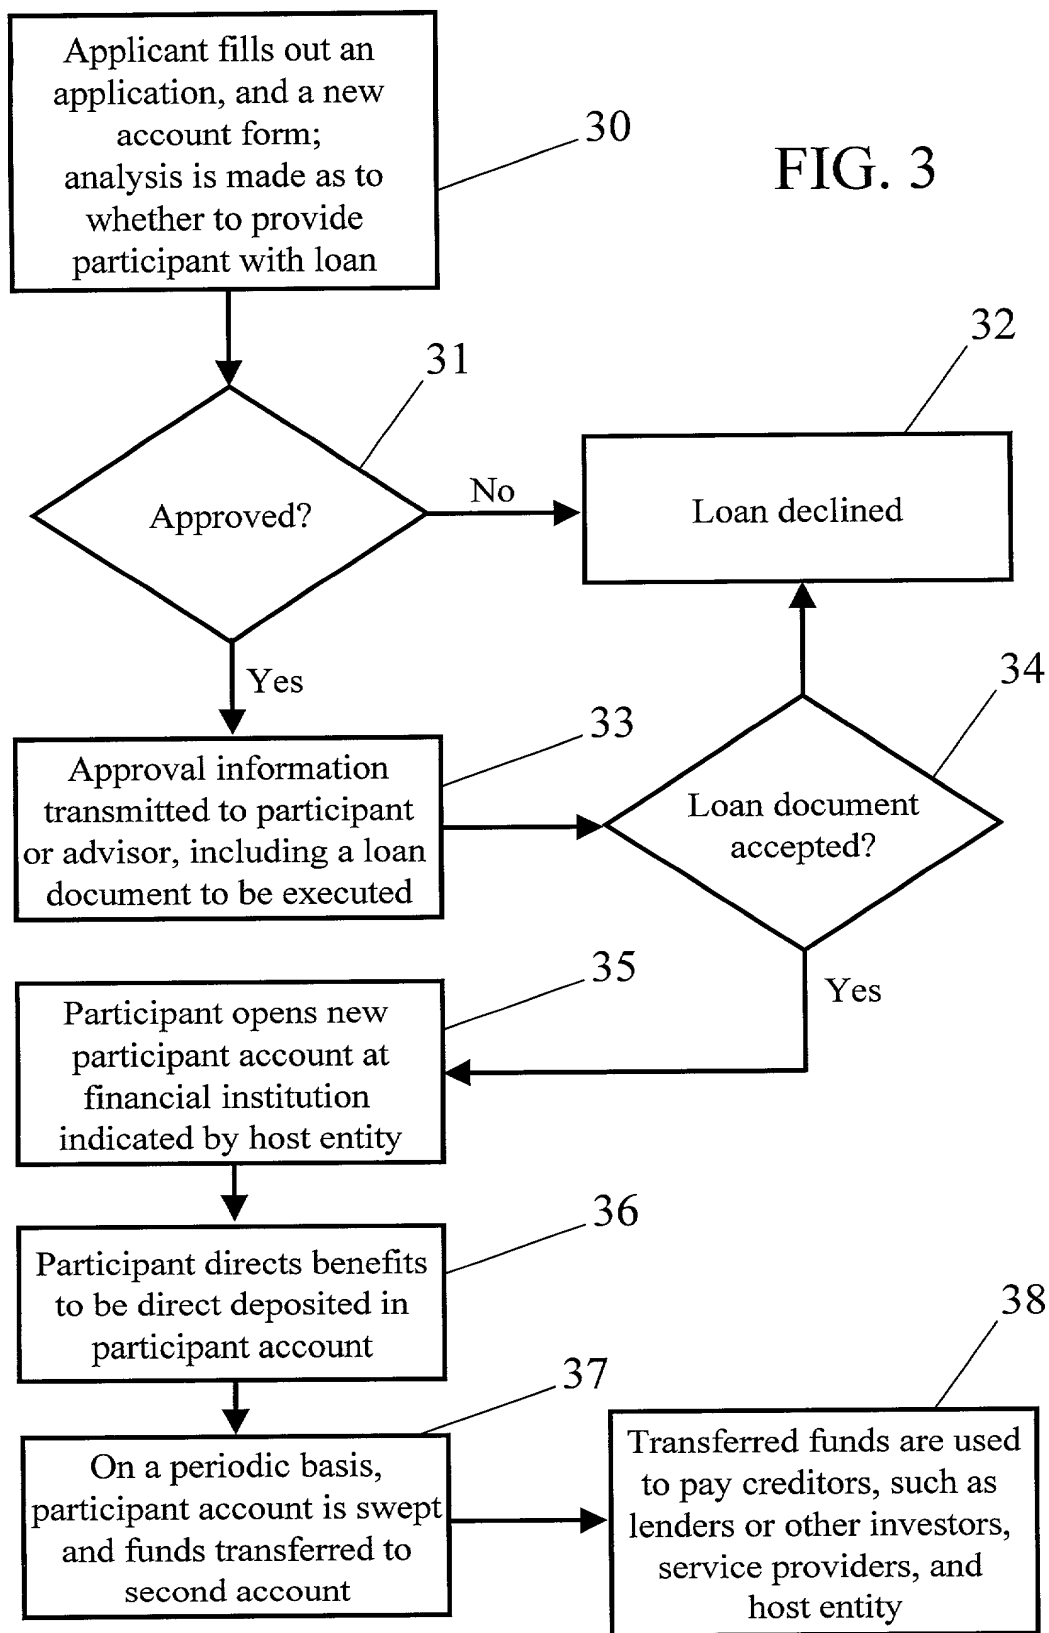 Applicant fills out an
application, and a new
account form;
analysis is made as to
whether to provide
participant with loan
30
FIG. 3
31
32
Approved?
No
Loan declined
Yes
33
34
Approval information
transmitted to participant
or advisor, including a loan
document to be executed
Loan document
accepted?
35
Yes
Participant opens new
participant account at
financial institution
indicated by host entity
36
Participant directs benefits
to be direct deposited in
participant account
37
38
On a periodic basis,
participant account is swept
and funds transferred to
second account
Transferred funds are used
to pay creditors, such as
lenders or other investors,
service providers, and
host entity